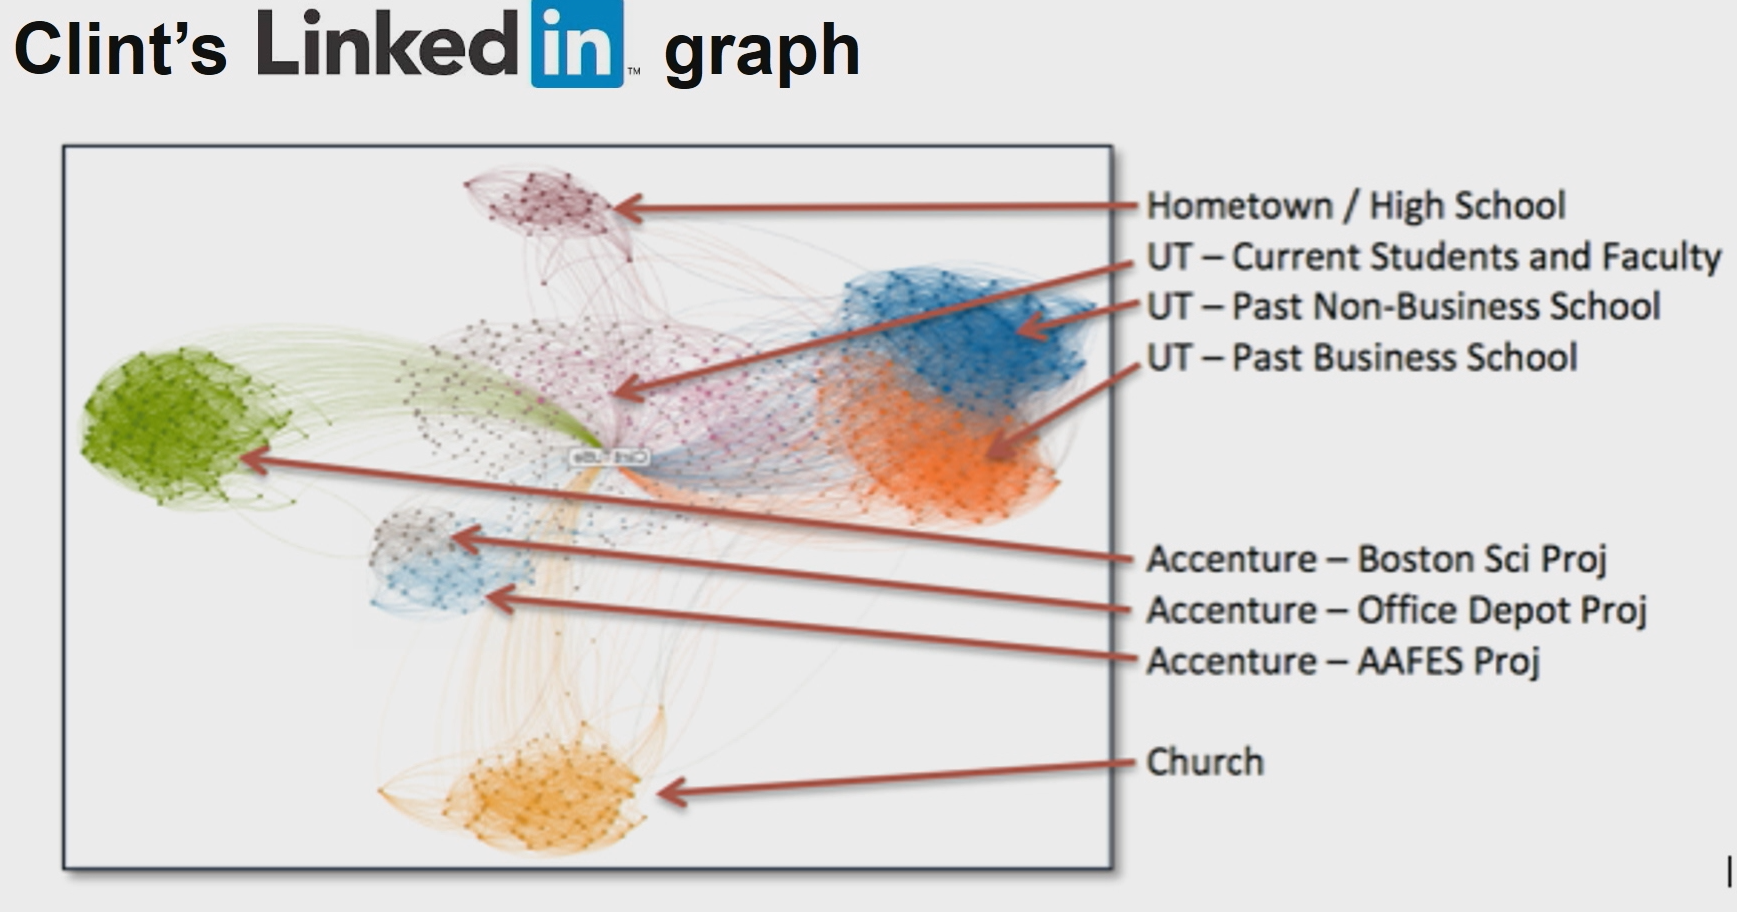 Clint's LinkedIn™ graph
Hometown / High School
UT – Current Students and Faculty
UT – Past Non-Business School
UT – Past Business School
Accenture – Boston Sci Proj
Accenture – Office Depot Proj
Accenture – AAFES Proj
Church